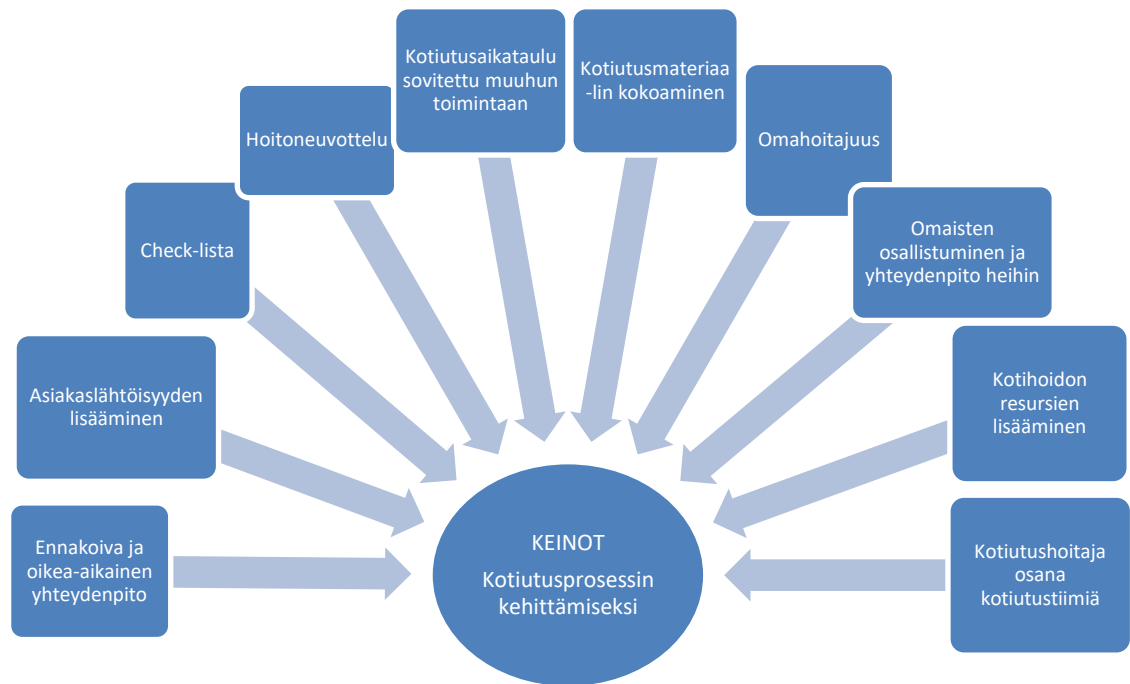 Ennakoiva ja
oikea-aikainen
yhteydenpito
Asiakaslähtöisyyden
lisääminen
Check-lista
Hoitoneuvottelu
Kotiutusaikataulu
sovitettu muuhun
toimintaan
Kotiutusmateriaa
-lin kokoaminen
Omahoitajuus
Omaisten
osallistuminen ja
yhteydenpito heihin
Kotihoidon
resursien
lisääminen
Kotiutushoitaja
osana
kotiutustiimiä
KEINOT
Kotiutusprosessin
kehittämiseksi